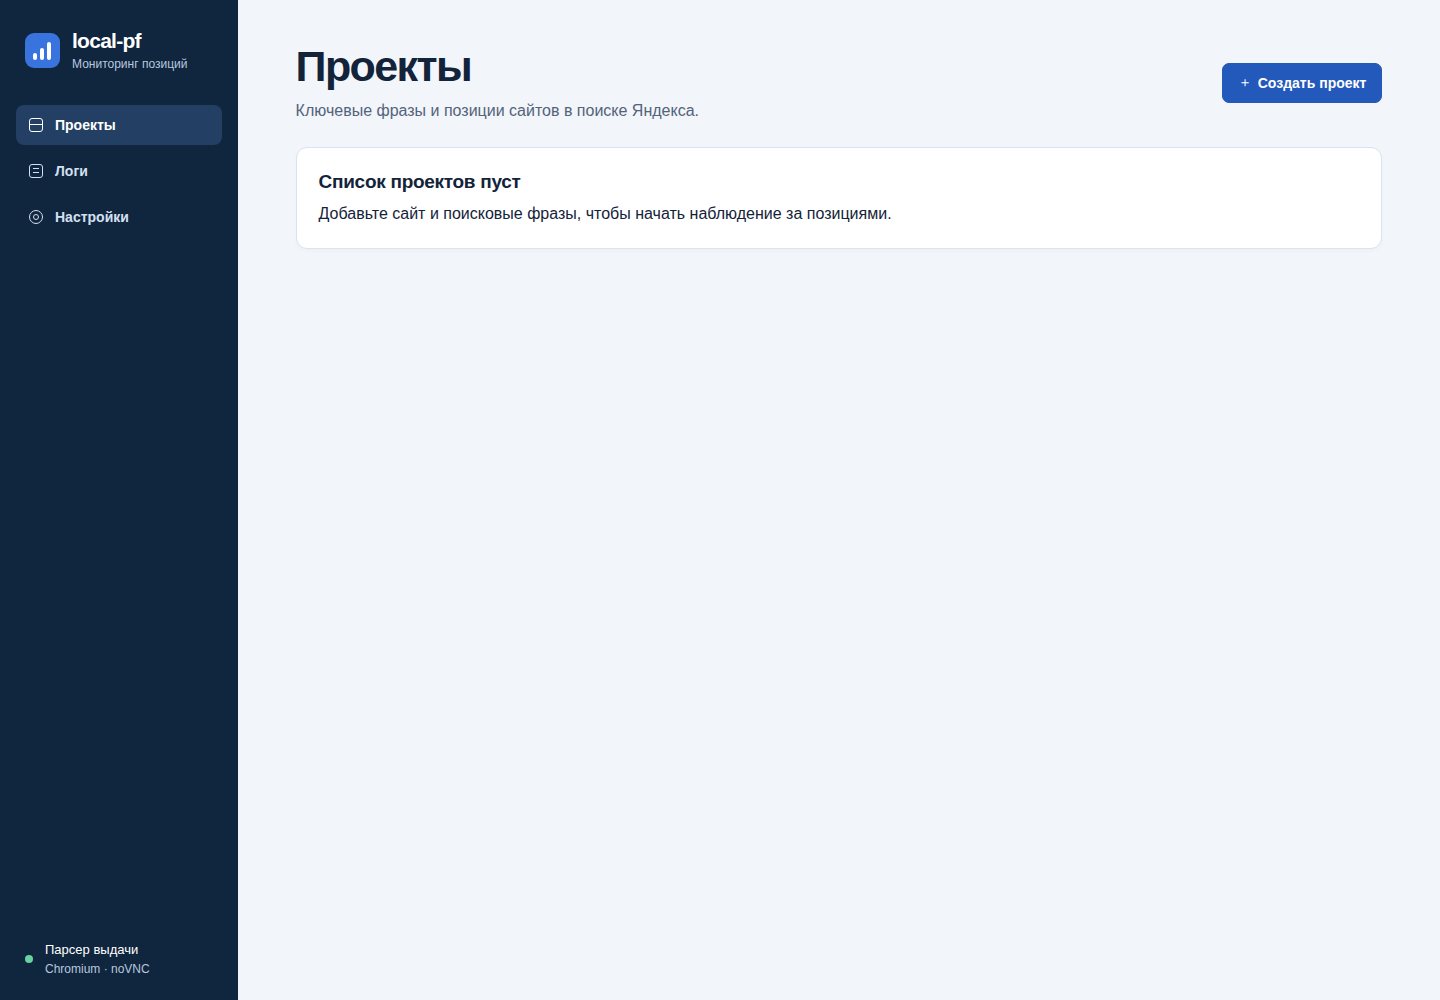 local-pf
Мониторинг позиций
Проекты
Логи
Настройки
Парсер выдачи
Chromium · noVNC
Проекты
Ключевые фразы и позиции сайтов в поиске Яндекса.
+ Создать проект
Список проектов пуст
Добавьте сайт и поисковые фразы, чтобы начать наблюдение за позициями.